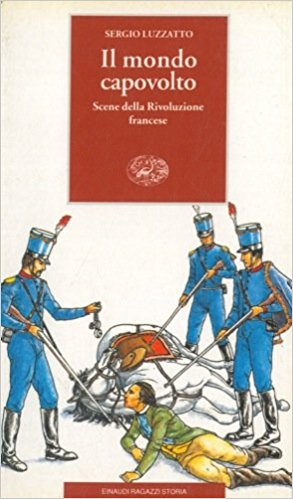 SERGIO LUZZATTO
Il mondo
capovolto
Scene della Rivoluzione
francese
EINAUDI RAGAZZI STORIA